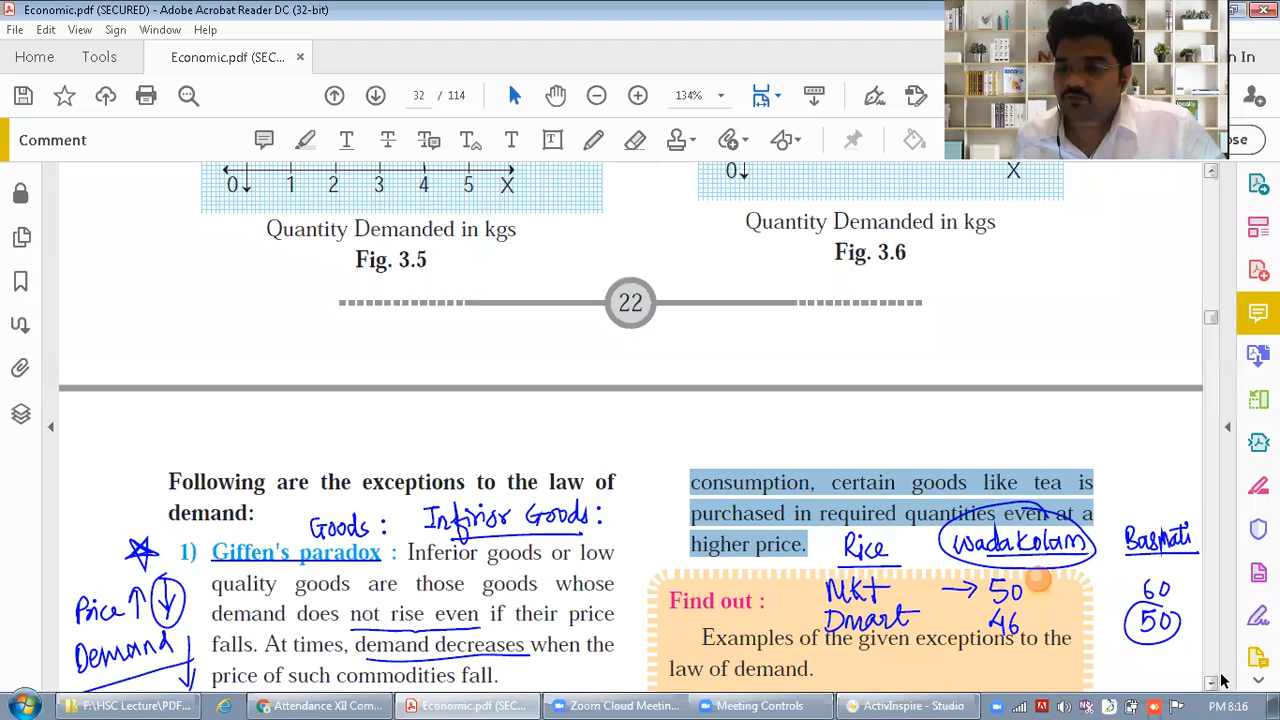 Economic.pdf (SECURED) - Adobe Acrobat Reader DC (32-bit)
File Edit View Sign Window Help
Home Tools Economic.pdf (SEC... × In
33 / 114 134%
Comment
0 1 2 3 4 5 X
Quantity Demanded in kgs
Fig. 3.5
0 X
Quantity Demanded in kgs
Fig. 3.6
22
Following are the exceptions to the law of
demand:
Goods : Inferior Goods :
1) Giffen's paradox : Inferior goods or low
quality goods are those goods whose
demand does not rise even if their price
falls. At times, demand decreases when the
price of such commodities fall.
Price ↑ ↓
Demand ↓
consumption, certain goods like tea is
purchased in required quantities even at a
higher price.
Rice Wadakolam Basmati
Mkt → 50 60
Dmart 46 50
Find out :
Examples of the given exceptions to the
law of demand.
F:\HSC Lecture\PDF... Attendance XII Com... Economic.pdf (SEC... Zoom Cloud Meeting... Meeting Controls ActivInspire - Studio PM 8:16